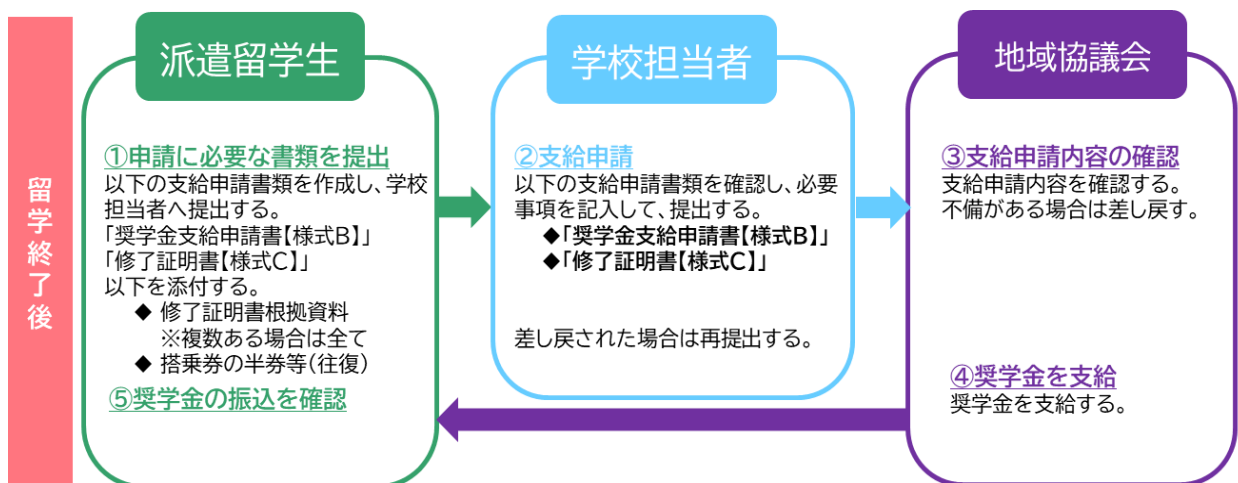 留学終了後
派遣留学生
①申請に必要な書類を提出
以下の支給申請書類を作成し、学校
担当者へ提出する。
「奨学金支給申請書【様式B】」
「修了証明書【様式C】」
以下を添付する。
◆ 修了証明書根拠資料
※複数ある場合は全て
◆ 搭乗券の半券等(往復)
⑤奨学金の振込を確認
学校担当者
②支給申請
以下の支給申請書類を確認し、必要
事項を記入して、提出する。
◆「奨学金支給申請書【様式B】」
◆「修了証明書【様式C】」
差し戻された場合は再提出する。
地域協議会
③支給申請内容の確認
支給申請内容を確認する。
不備がある場合は差し戻す。
④奨学金を支給
奨学金を支給する。